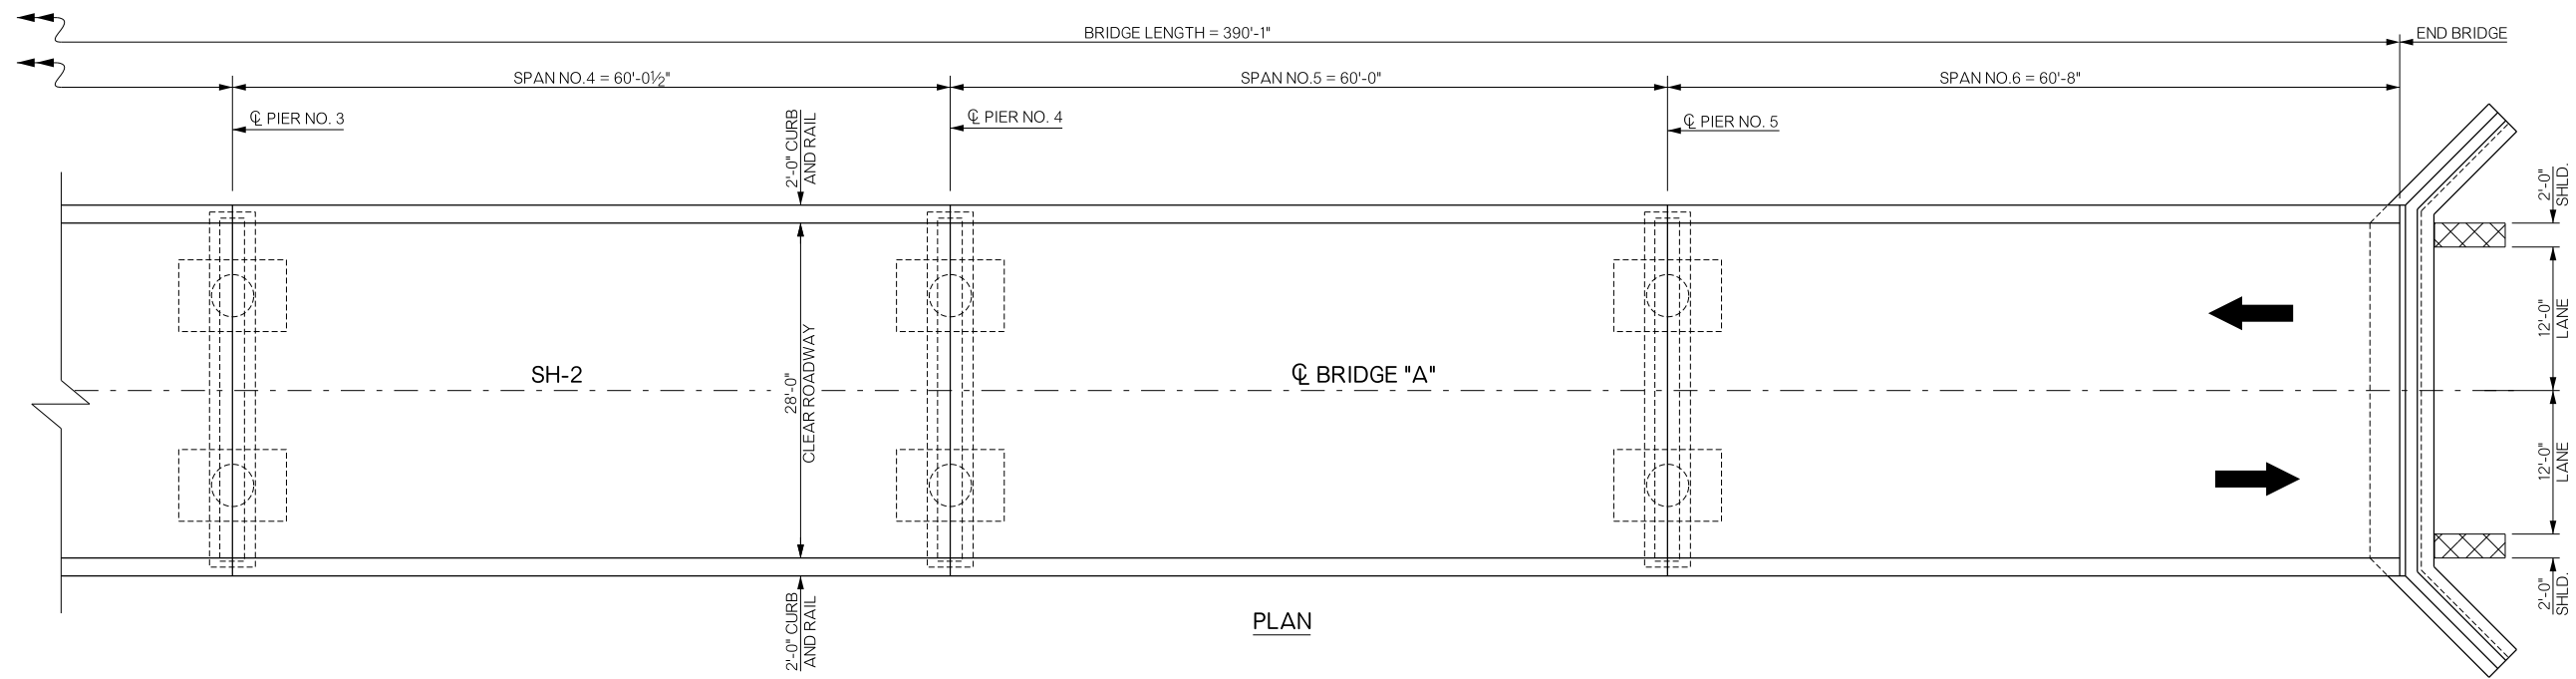 BRIDGE LENGTH = 390'-1"
END BRIDGE
SPAN NO.4 = 60'-0½"
SPAN NO.5 = 60'-0"
SPAN NO.6 = 60'-8"
℄ PIER NO. 3
℄ PIER NO. 4
℄ PIER NO. 5
2'-0" CURB
AND RAIL
2'-0"
SHLD.
12'-0"
LANE
SH-2
28'-0"
CLEAR ROADWAY
℄ BRIDGE "A"
12'-0"
LANE
2'-0" CURB
AND RAIL
2'-0"
SHLD.
PLAN